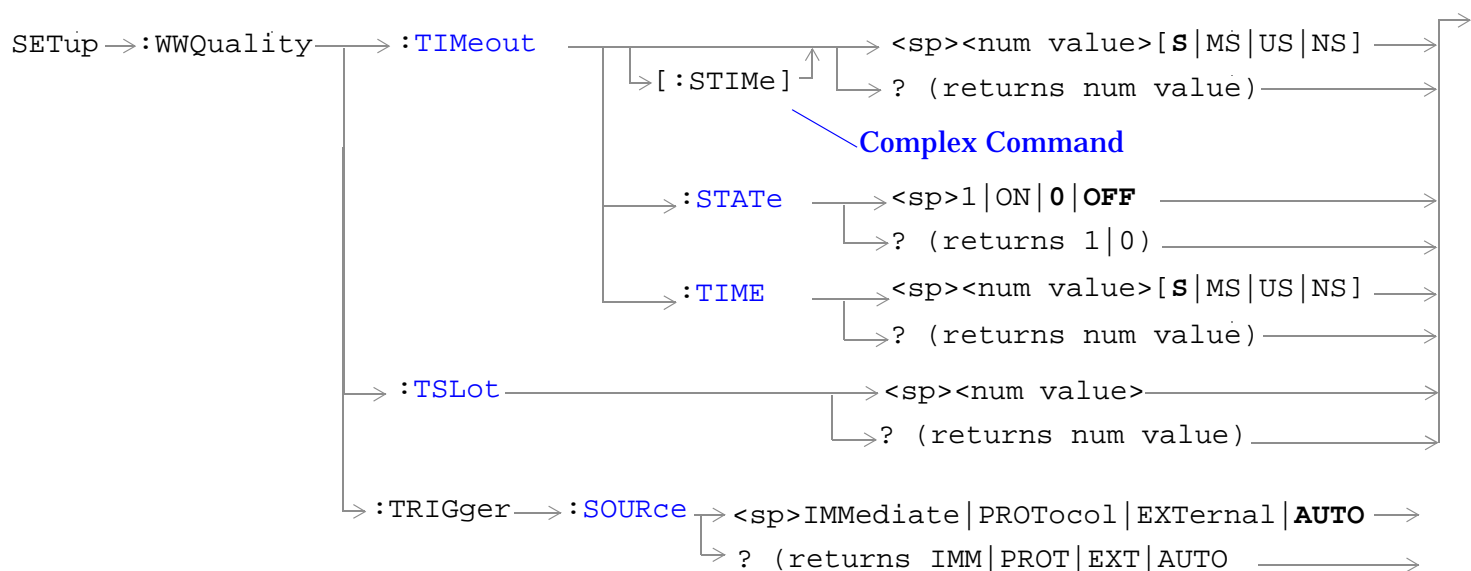 SETup :WWQuality :TIMeout <sp><num value>[S|MS|US|NS]
[:STIMe] ? (returns num value)
Complex Command
:STATe <sp>1|ON|0|OFF
? (returns 1|0)
:TIME <sp><num value>[S|MS|US|NS]
? (returns num value)
:TSLot <sp><num value>
? (returns num value)
:TRIGger :SOURce <sp>IMMediate|PROTocol|EXTernal|AUTO
? (returns IMM|PROT|EXT|AUTO